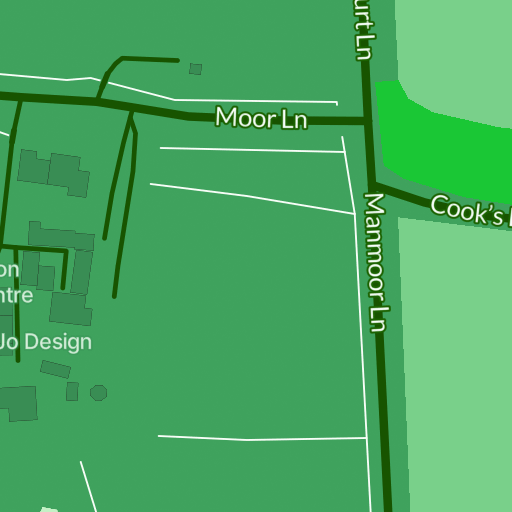 urt Ln
Moor Ln
Cook's
Manmoor Ln
on
ntre
Jo Design